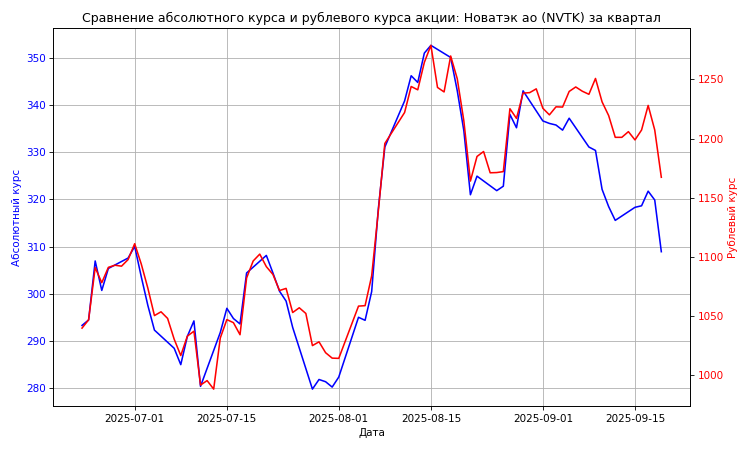 Сравнение абсолютного курса и рублевого курса акции: Новатэк ао (NVTK) за квартал
Абсолютный курс
350
340
330
320
310
300
290
280
1250
1200
1150
1100
1050
1000
Рублевый курс
2025-07-01 2025-07-15 2025-08-01 2025-08-15 2025-09-01 2025-09-15
Дата